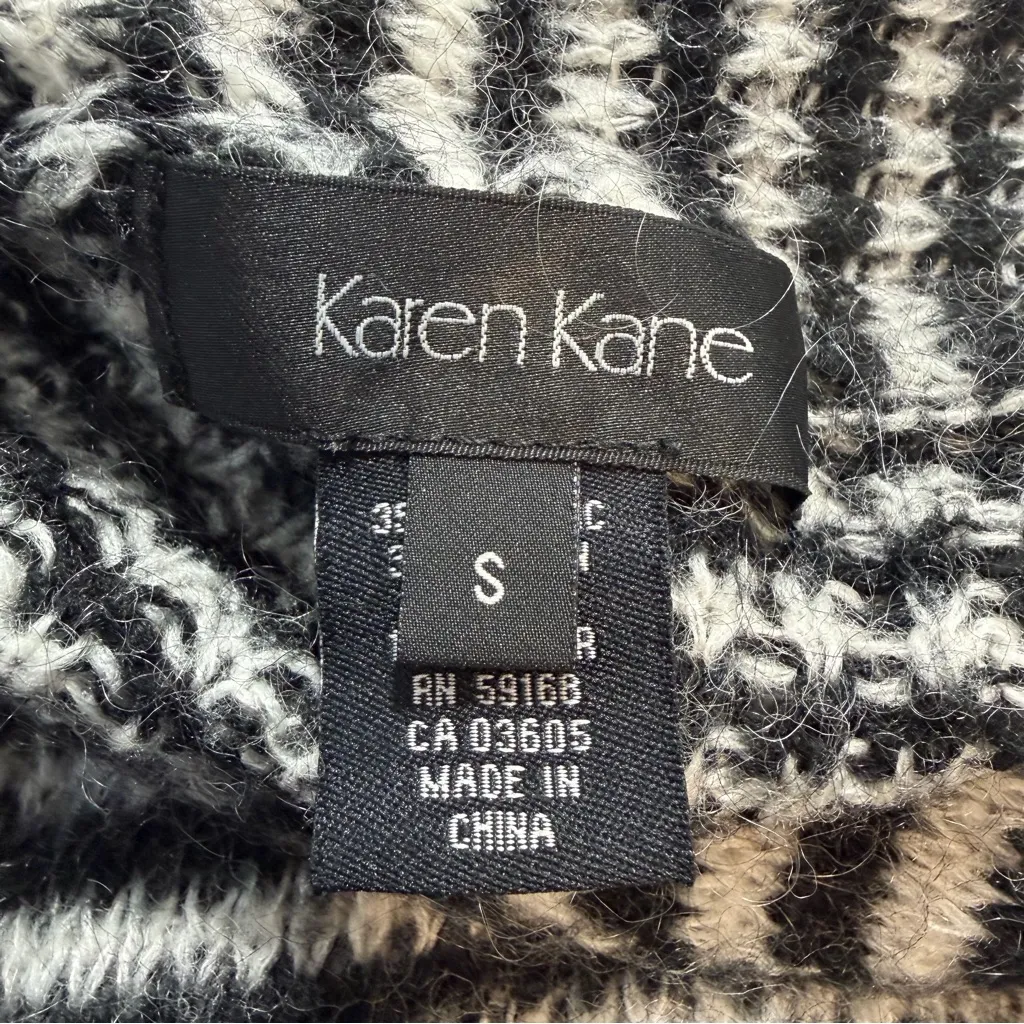 Karen Kane
S
RN 59168
CA 03605
MADE IN
CHINA